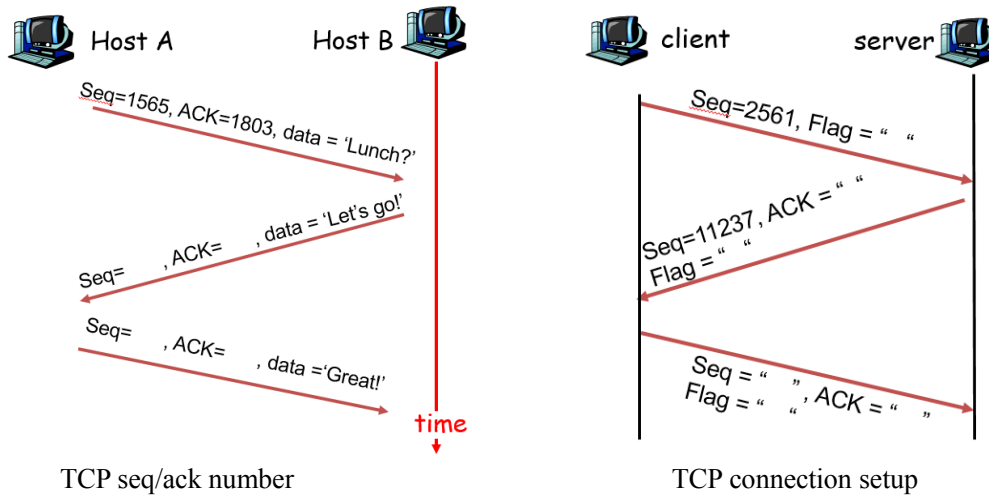 Host A
Host B
Seq=1565, ACK=1803, data = ‘Lunch?’
Seq= , ACK= , data = ‘Let’s go!’
Seq= , ACK= , data =‘Great!’
time
TCP seq/ack number
client
server
Seq=2561, Flag = “ “
Seq=11237, ACK = “ “
Flag = “ “
Seq = “ ” , ACK = “ ”
Flag = “ “
TCP connection setup